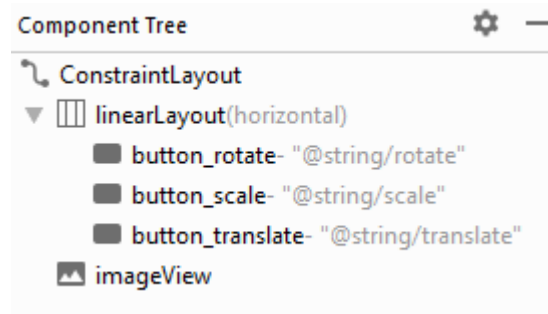 Component Tree
ConstraintLayout
linearLayout(horizontal)
button_rotate- "@string/rotate"
button_scale- "@string/scale"
button_translate- "@string/translate"
imageView